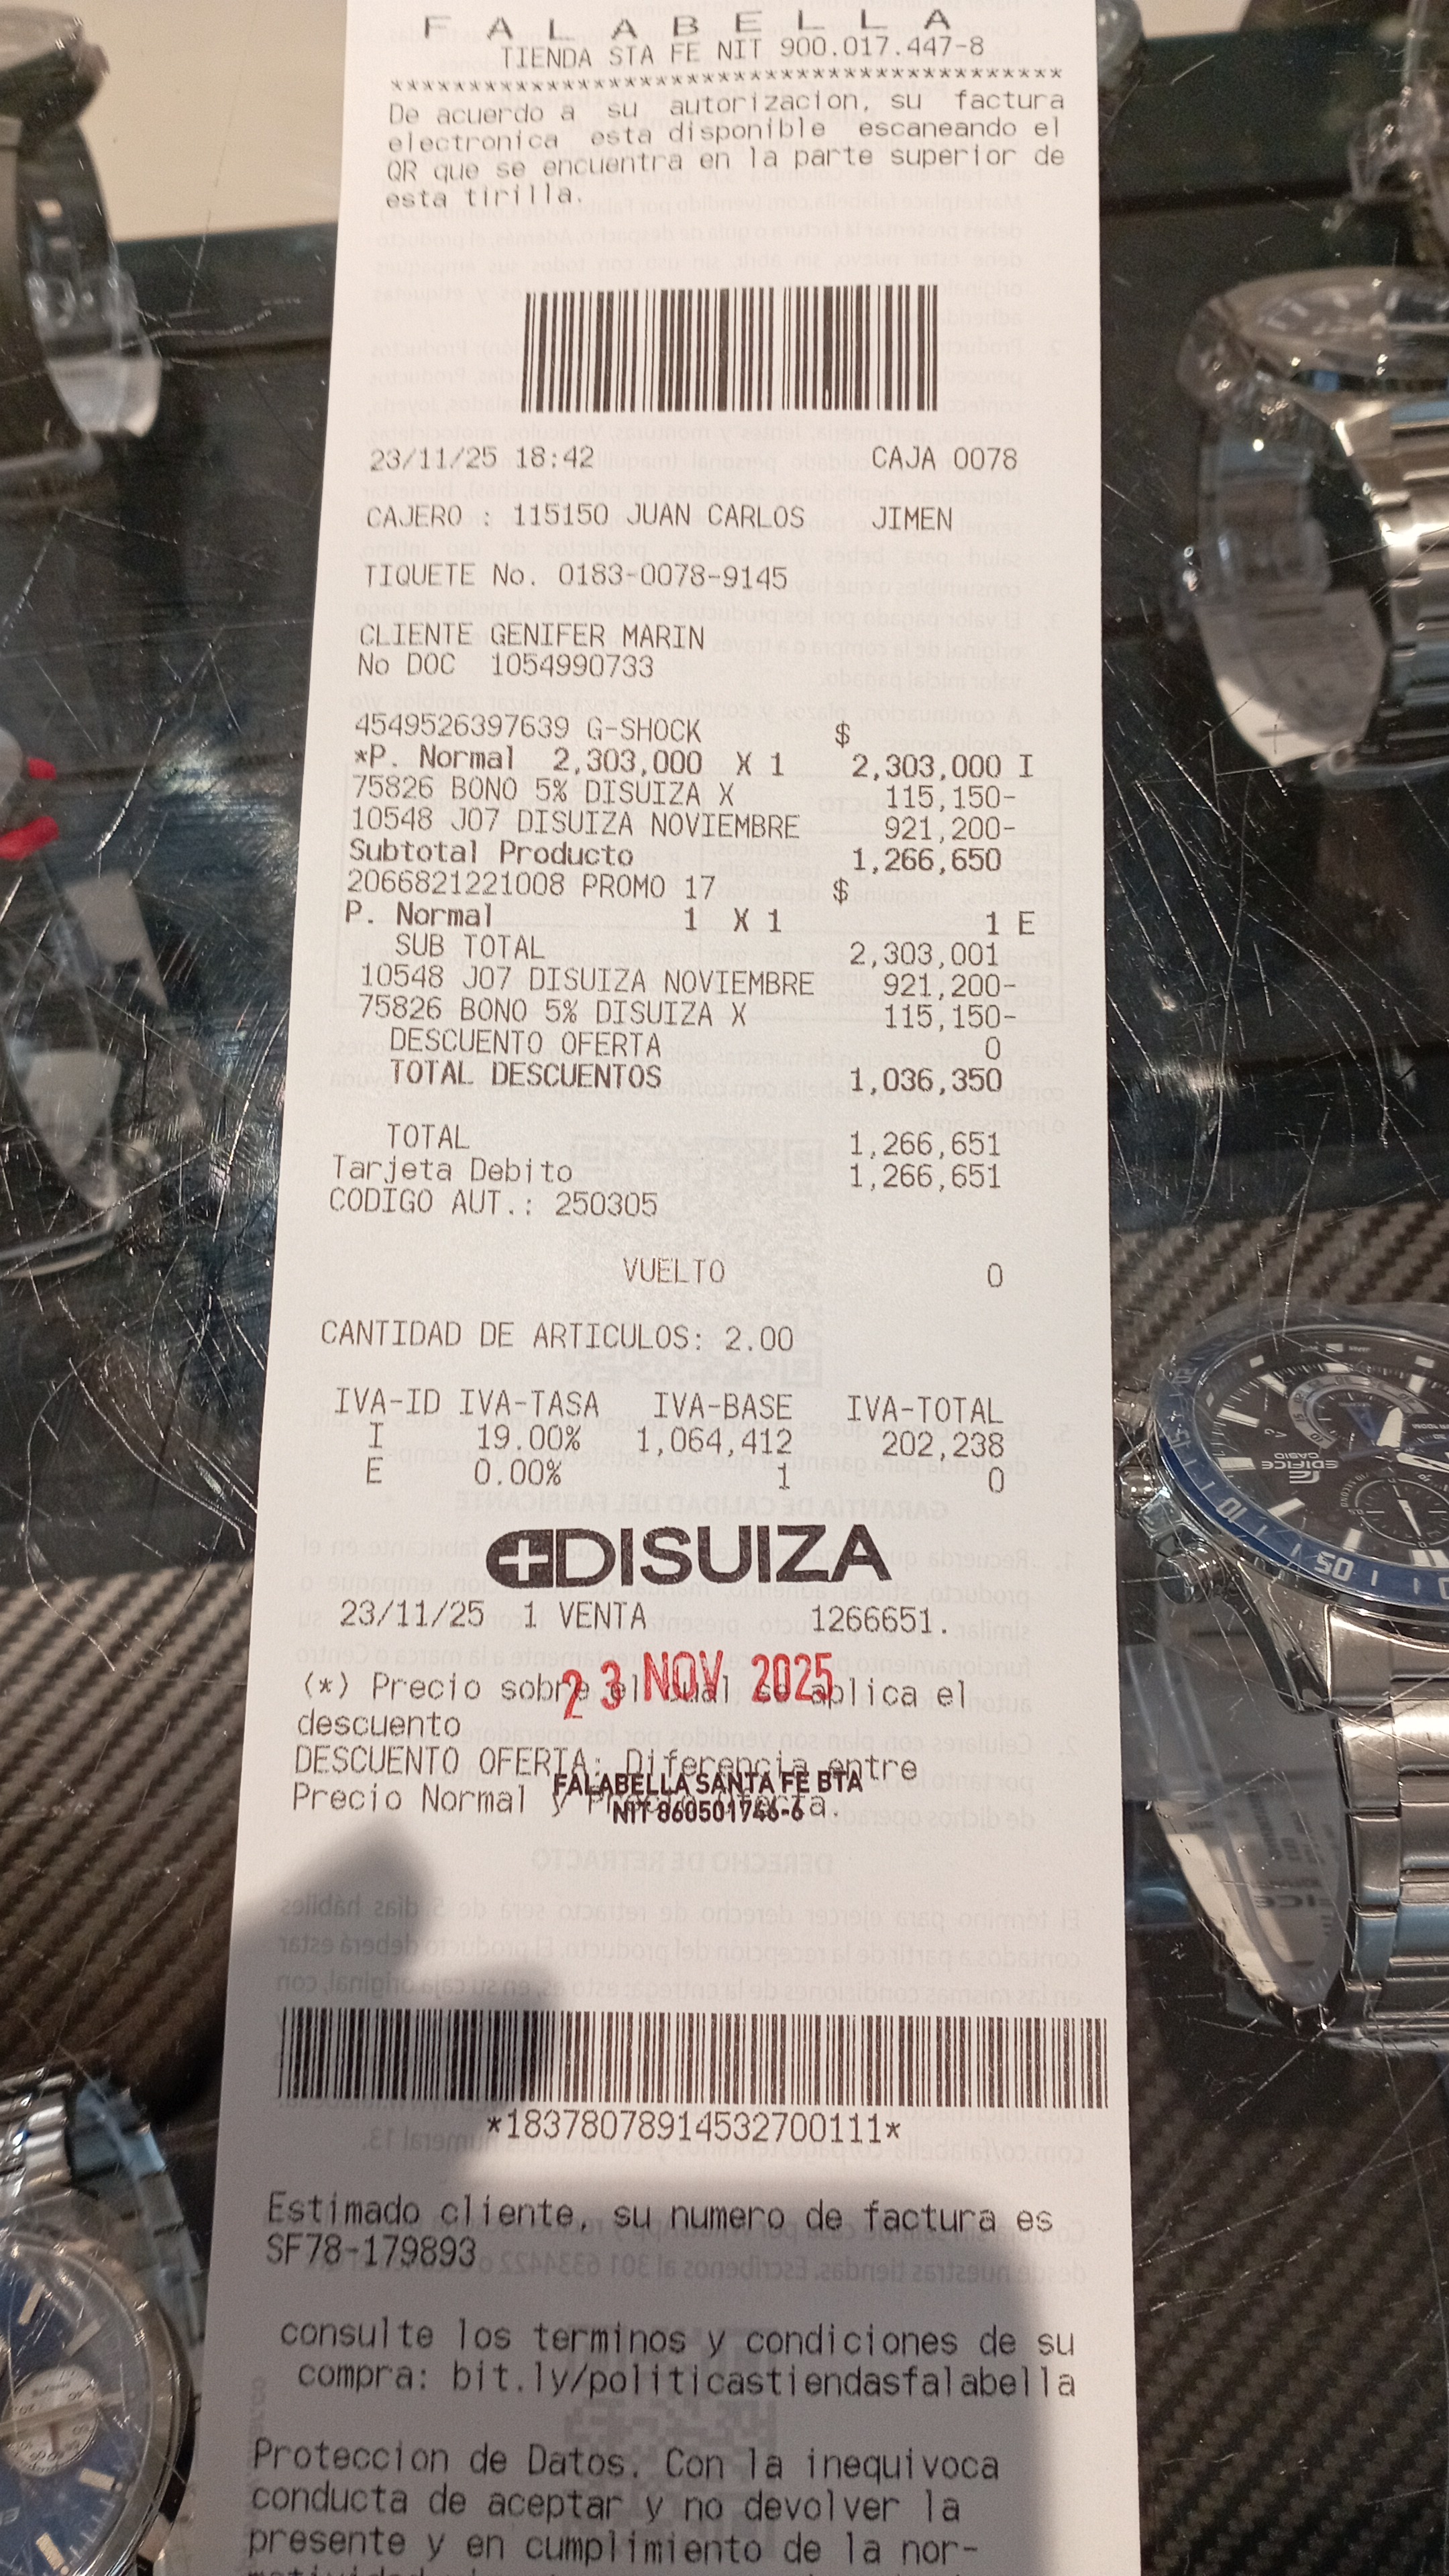 FALABELLA
TIENDA STA FE NIT 900.017.447-8
******************************************
De acuerdo a su autorizacion, su factura
electronica esta disponible escaneando el
QR que se encuentra en la parte superior de
esta tirilla.
23/11/25 18:42 CAJA 0078
CAJERO : 115150 JUAN CARLOS JIMEN
TIQUETE No. 0183-0078-9145
CLIENTE GENIFER MARIN
No DOC 1054990733
4549526397639 G-SHOCK $
*P. Normal 2,303,000 X 1 2,303,000 I
75826 BONO 5% DISUIZA X 115,150-
10548 J07 DISUIZA NOVIEMBRE 921,200-
Subtotal Producto 1,266,650
2066821221008 PROMO 17 $
P. Normal 1 X 1 1 E
SUB TOTAL 2,303,001
10548 J07 DISUIZA NOVIEMBRE 921,200-
75826 BONO 5% DISUIZA X 115,150-
DESCUENTO OFERTA 0
TOTAL DESCUENTOS 1,036,350
TOTAL 1,266,651
Tarjeta Debito 1,266,651
CODIGO AUT.: 250305
VUELTO 0
CANTIDAD DE ARTICULOS: 2.00
IVA-ID IVA-TASA IVA-BASE IVA-TOTAL
I 19.00% 1,064,412 202,238
E 0.00% 1 0
DISUIZA
23/11/25 1 VENTA 1266651.
23 NOV 2025
(*) Precio sobre el cual se aplica el
descuento
DESCUENTO OFERTA: Diferencia entre
Precio Normal y Precio Oferta.
FALABELLA SANTA FE BTA
NIT 860501746-6
*18378078914532700111*
Estimado cliente, su numero de factura es
SF78-179893
consulte los terminos y condiciones de su
compra: bit.ly/politicastiendasfalabella
Proteccion de Datos. Con la inequivoca
conducta de aceptar y no devolver la
presente y en cumplimiento de la nor-
EDIFICE
CASIO